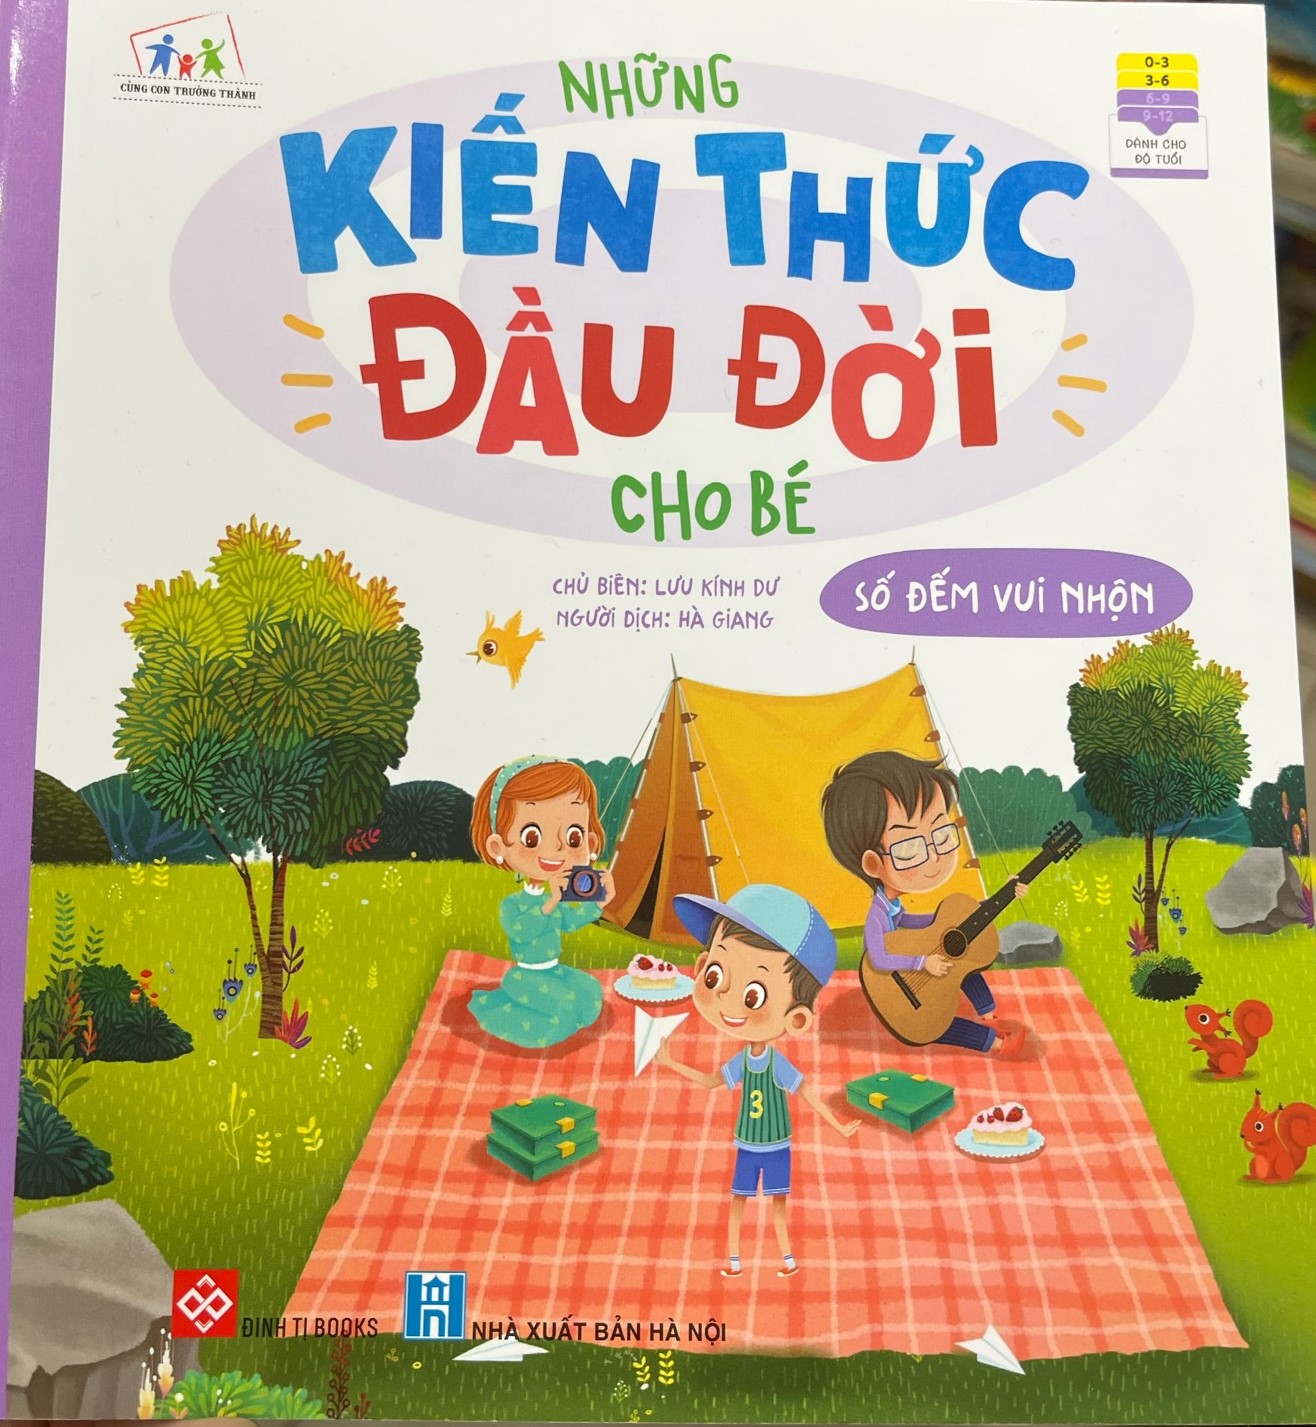 CÙNG CON TRƯỞNG THÀNH
0-3
3-6
6-9
9-12
DÀNH CHO
ĐỘ TUỔI
NHỮNG
KIẾN THỨC
ĐẦU ĐỜI
CHO BÉ
CHỦ BIÊN: LƯU KÍNH DƯ
NGƯỜI DỊCH: HÀ GIANG
SỐ ĐẾM VUI NHỘN
3
ĐINH TỊ BOOKS
NHÀ XUẤT BẢN HÀ NỘI